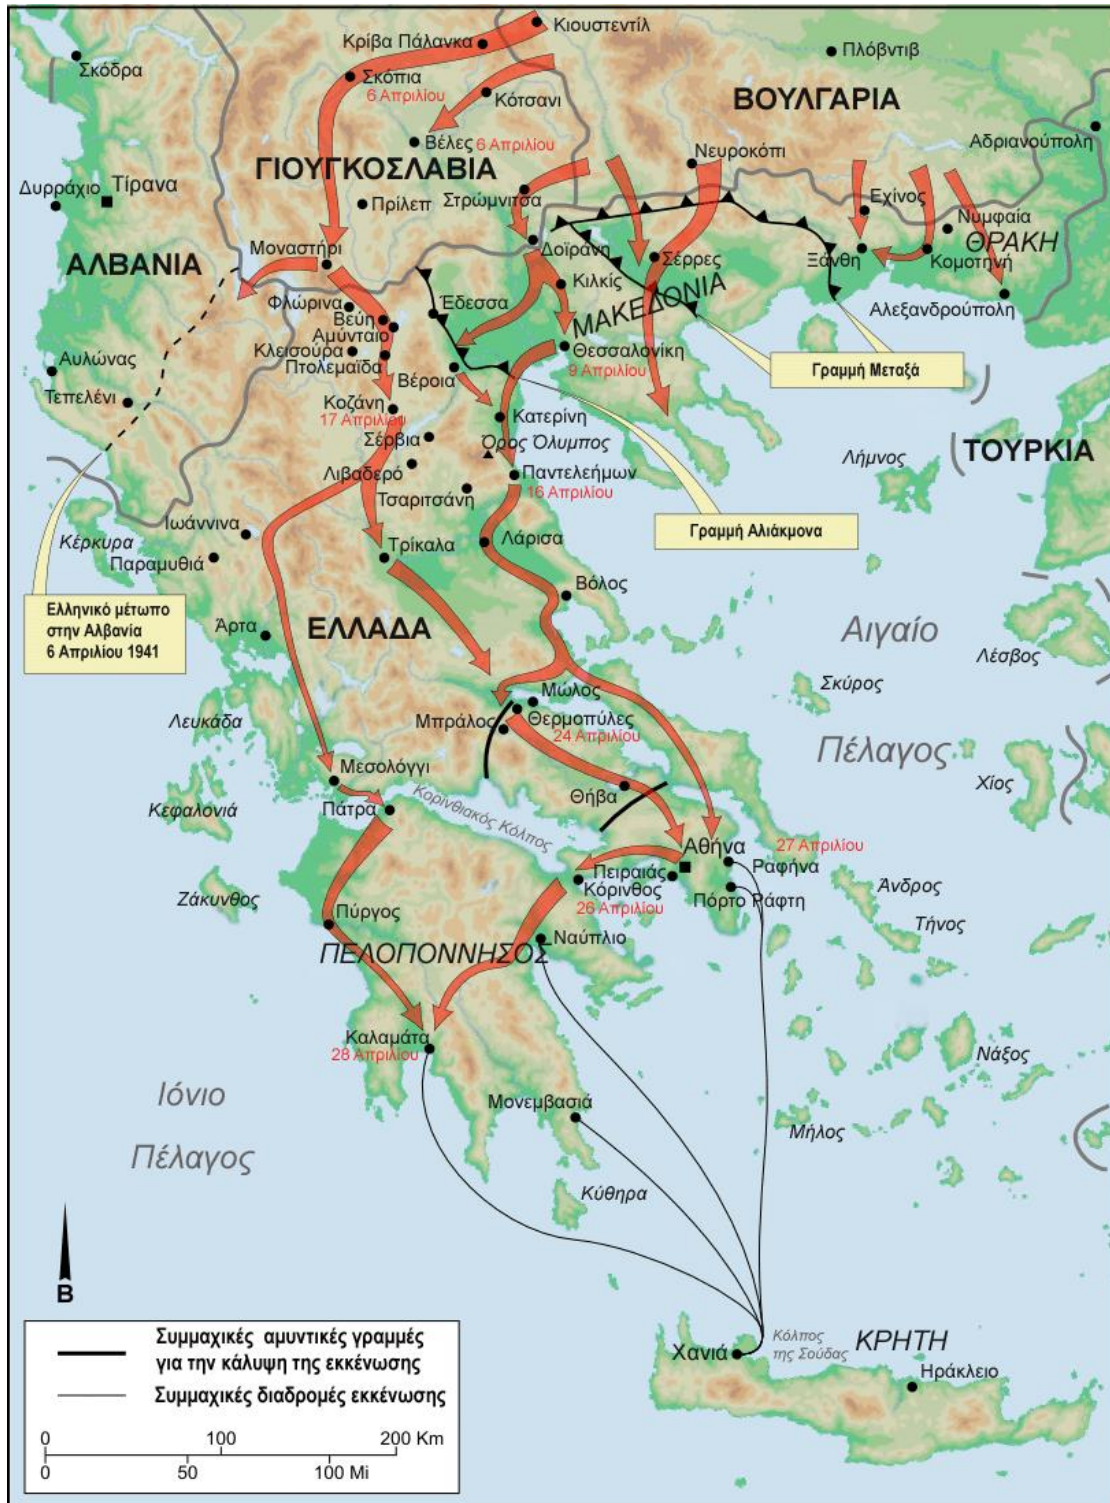 Κιουστεντίλ
Κρίβα Πάλανκα
Πλόβντιβ
Σκόδρα
Σκόπια
6 Απριλίου
Κότσανι
ΒΟΥΛΓΑΡΙΑ
Αδριανούπολη
Βέλες 6 Απριλίου
ΓΙΟΥΓΚΟΣΛΑΒΙΑ
Νευροκόπι
Δυρράχιο
Τίρανα
Πρίλεπ
Στρώμνιτσα
Εχίνος
Νυμφαία
ΘΡΑΚΗ
Μοναστήρι
Δοϊράνη
Σέρρες
Ξάνθη
Κομοτηνή
ΑΛΒΑΝΙΑ
Κιλκίς
ΜΑΚΕΔΟΝΙΑ
Αλεξανδρούπολη
Φλώρινα
Έδεσσα
Βεύη
Αμύνταιο
Κλεισούρα
Πτολεμαΐδα
Θεσσαλονίκη
9 Απριλίου
Γραμμή Μεταξά
Αυλώνας
Βέροια
Τεπελένι
Κοζάνη
17 Απριλίου
Κατερίνη
Σέρβια
Όρος Όλυμπος
ΤΟΥΡΚΙΑ
Λιβαδερό
Παντελεήμων
16 Απριλίου
Λήμνος
Τσαριτσάνη
Γραμμή Αλιάκμονα
Ιωάννινα
Κέρκυρα
Παραμυθιά
Τρίκαλα
Λάρισα
Βόλος
Ελληνικό μέτωπο
στην Αλβανία
6 Απριλίου 1941
Άρτα
ΕΛΛΑΔΑ
Αιγαίο
Λέσβος
Σκύρος
Λευκάδα
Μώλος
Μπράλος
Θερμοπύλες
24 Απριλίου
Πέλαγος
Μεσολόγγι
Χίος
Κεφαλονιά
Πάτρα
Κορινθιακός Κόλπος
Θήβα
Αθήνα
27 Απριλίου
Ραφήνα
Πειραιάς
Κόρινθος
26 Απριλίου
Πόρτο Ράφτη
Άνδρος
Ζάκυνθος
Πύργος
Τήνος
Ναύπλιο
ΠΕΛΟΠΟΝΝΗΣΟΣ
Καλαμάτα
28 Απριλίου
Νάξος
Ιόνιο
Πέλαγος
Μονεμβασιά
Μήλος
Κύθηρα
Β
Συμμαχικές αμυντικές γραμμές
για την κάλυψη της εκκένωσης
Συμμαχικές διαδρομές εκκένωσης
0 100 200 Km
0 50 100 Mi
Χανιά
Κόλπος
της Σούδας
ΚΡΗΤΗ
Ηράκλειο